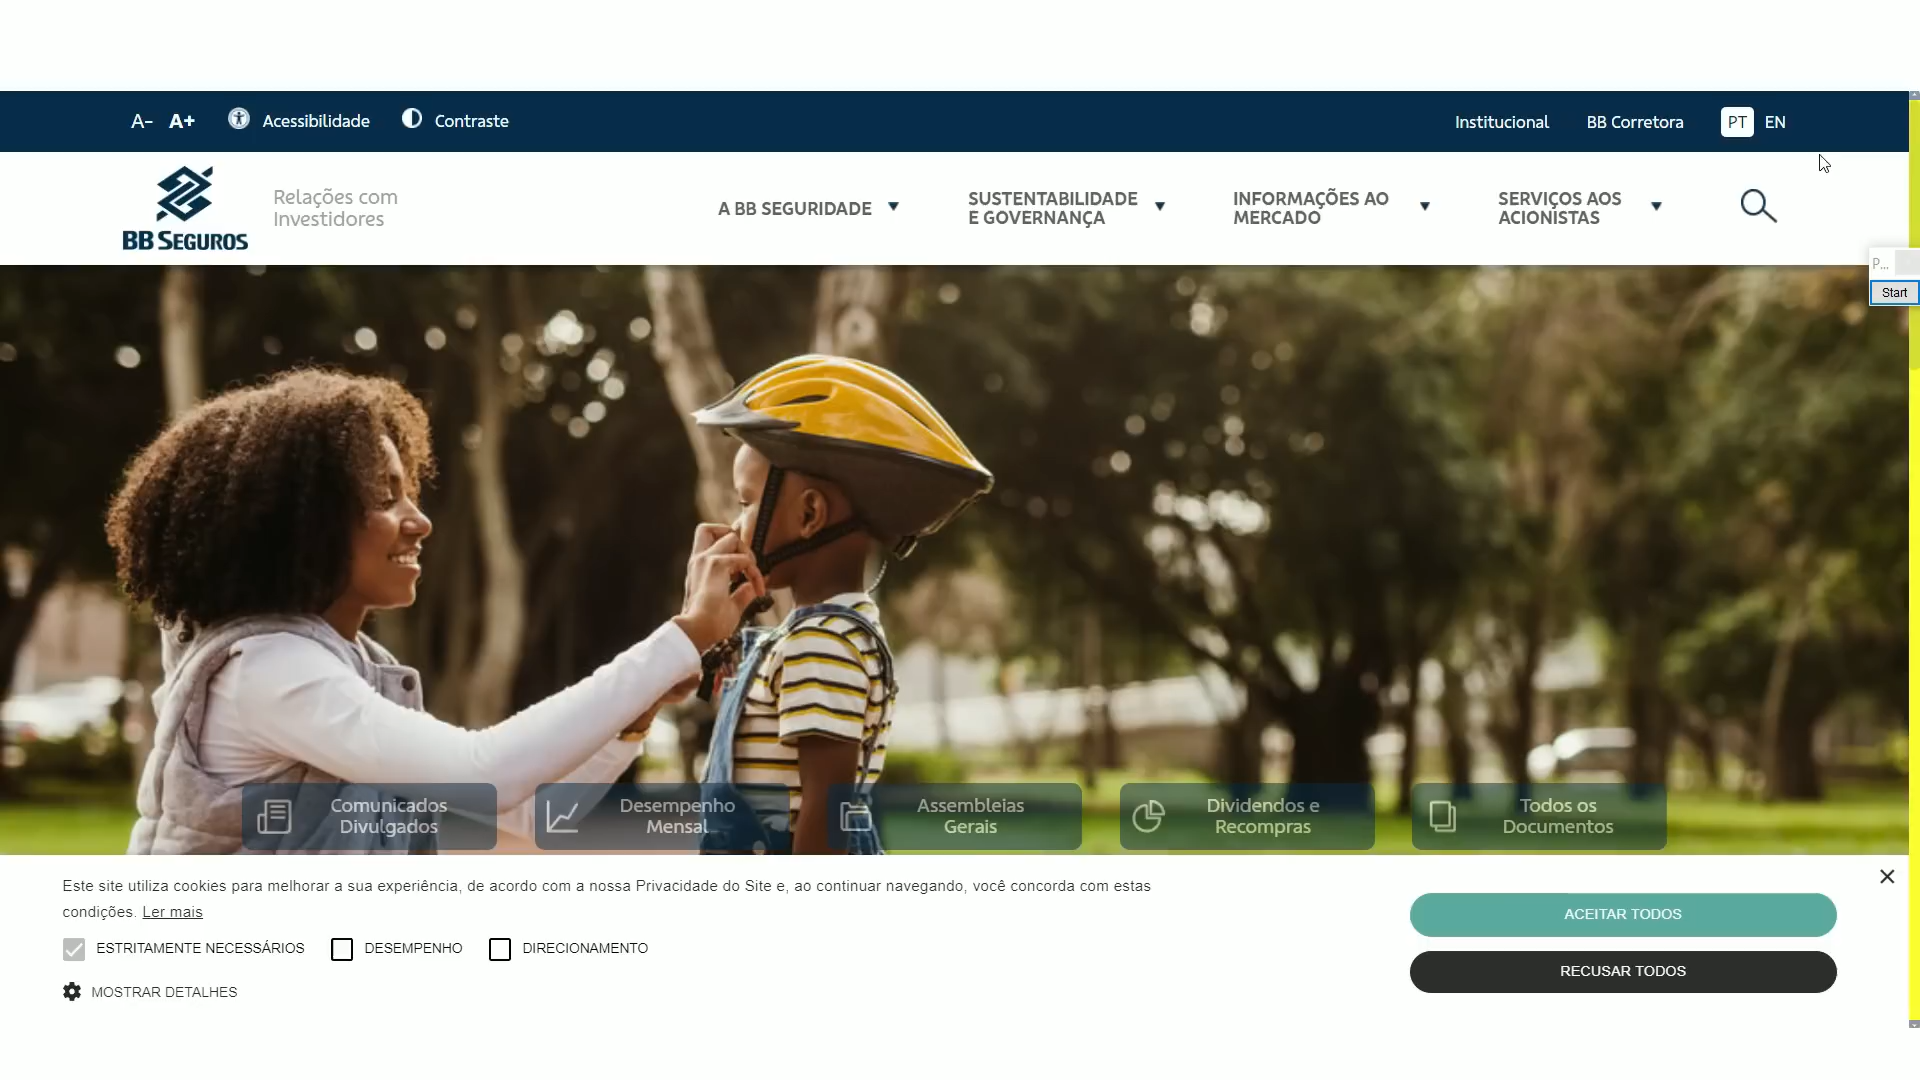 A- A+ Acessibilidade Contraste Institucional BB Corretora PT EN
BB SEGUROS
Relações com
Investidores
A BB SEGURIDADE
SUSTENTABILIDADE
E GOVERNANÇA
INFORMAÇÕES AO
MERCADO
SERVIÇOS AOS
ACIONISTAS
P...
Start
Comunicados
Divulgados
Desempenho
Mensal
Assembleias
Gerais
Dividendos e
Recompras
Todos os
Documentos
Este site utiliza cookies para melhorar a sua experiência, de acordo com a nossa Privacidade do Site e, ao continuar navegando, você concorda com estas
condições. Ler mais
ESTRITAMENTE NECESSÁRIOS DESEMPENHO DIRECIONAMENTO
MOSTRAR DETALHES
ACEITAR TODOS
RECUSAR TODOS